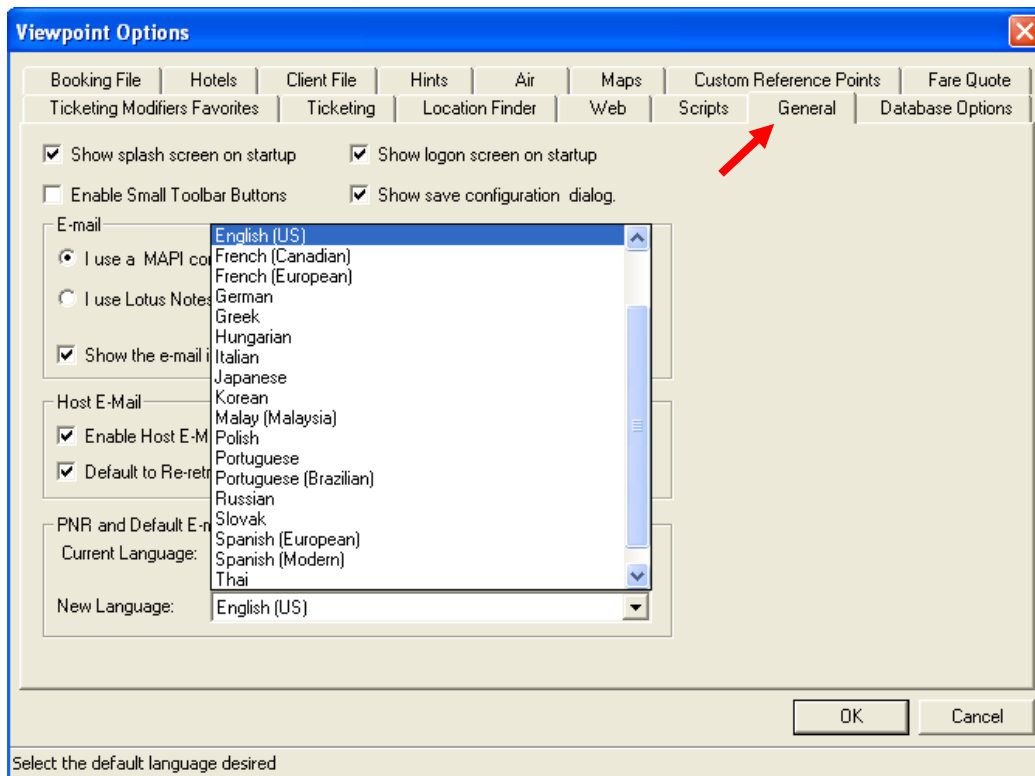 Viewpoint Options
Booking File Hotels Client File Hints Air Maps Custom Reference Points Fare Quote
Ticketing Modifiers Favorites Ticketing Location Finder Web Scripts General Database Options
Show splash screen on startup Show logon screen on startup
Enable Small Toolbar Buttons Show save configuration dialog.
E-mail
I use a MAPI
I use Lotus Notes
Show the e-mail
Host E-Mail
Enable Host
Default to
PNR and Default
Current Language:
English (US)
French (Canadian)
French (European)
German
Greek
Hungarian
Italian
Japanese
Korean
Malay (Malaysia)
Polish
Portuguese
Portuguese (Brazilian)
Russian
Slovak
Spanish (European)
Spanish (Modern)
Thai
New Language: English (US)
OK Cancel
Select the default language desired